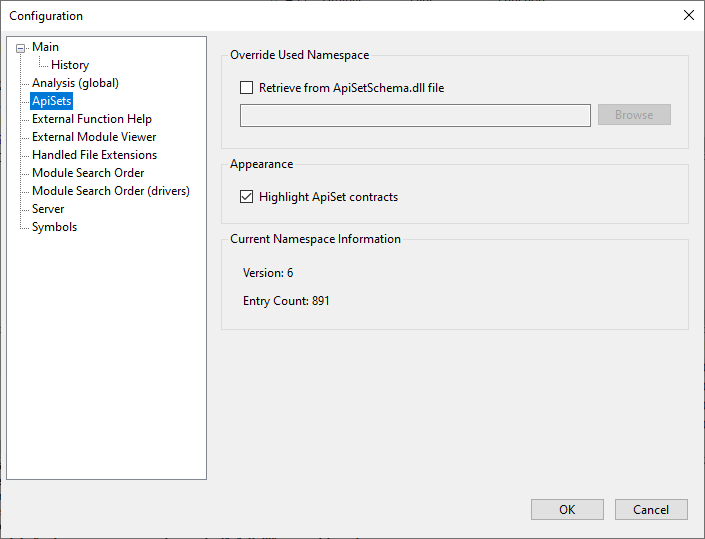 Configuration
Main
History
Analysis (global)
ApiSets
External Function Help
External Module Viewer
Handled File Extensions
Module Search Order
Module Search Order (drivers)
Server
Symbols
Override Used Namespace
Retrieve from ApiSetSchema.dll file
Browse
Appearance
Highlight ApiSet contracts
Current Namespace Information
Version: 6
Entry Count: 891
OK
Cancel